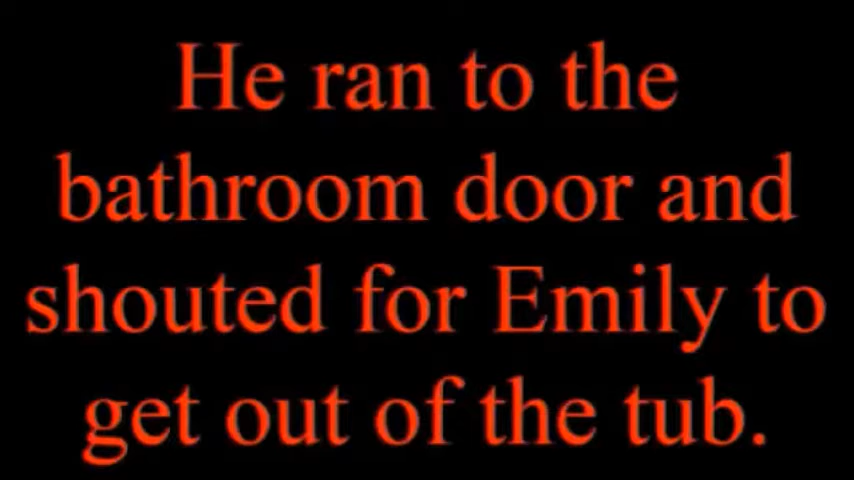 He ran to the
bathroom door and
shouted for Emily to
get out of the tub.